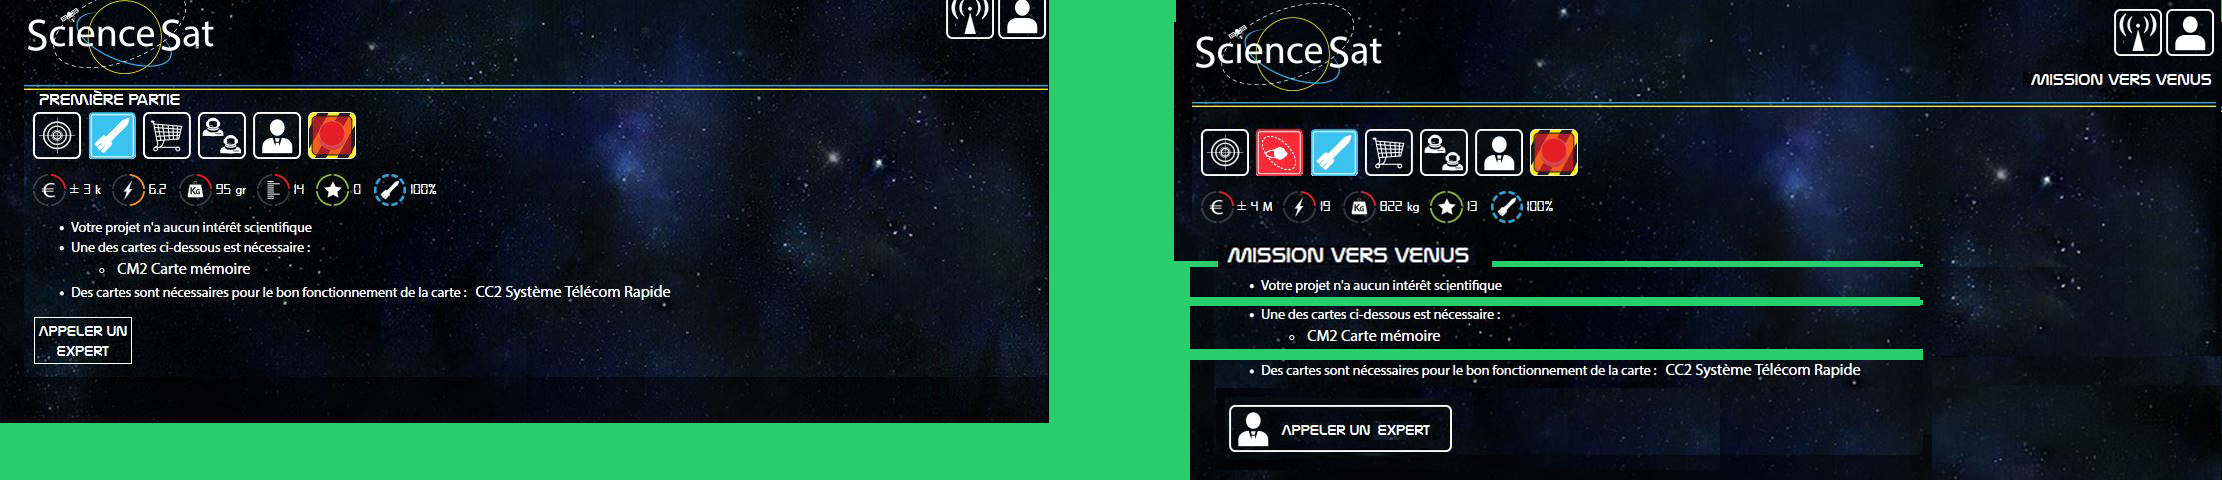 Science Sat
PREMIÈRE PARTIE
€ ± 3 k 6.2 KG 95 gr 14 0 100%
• Votre projet n'a aucun intérêt scientifique
• Une des cartes ci-dessous est nécessaire :
CM2 Carte mémoire
• Des cartes sont nécessaires pour le bon fonctionnement de la carte : CC2 Système Télécom Rapide
APPELER UN
EXPERT
Science Sat
MISSION VERS VENUS
€ ± 4 M 19 KG 822 kg 13 100%
MISSION VERS VENUS
• Votre projet n'a aucun intérêt scientifique
• Une des cartes ci-dessous est nécessaire :
CM2 Carte mémoire
• Des cartes sont nécessaires pour le bon fonctionnement de la carte : CC2 Système Télécom Rapide
APPELER UN EXPERT